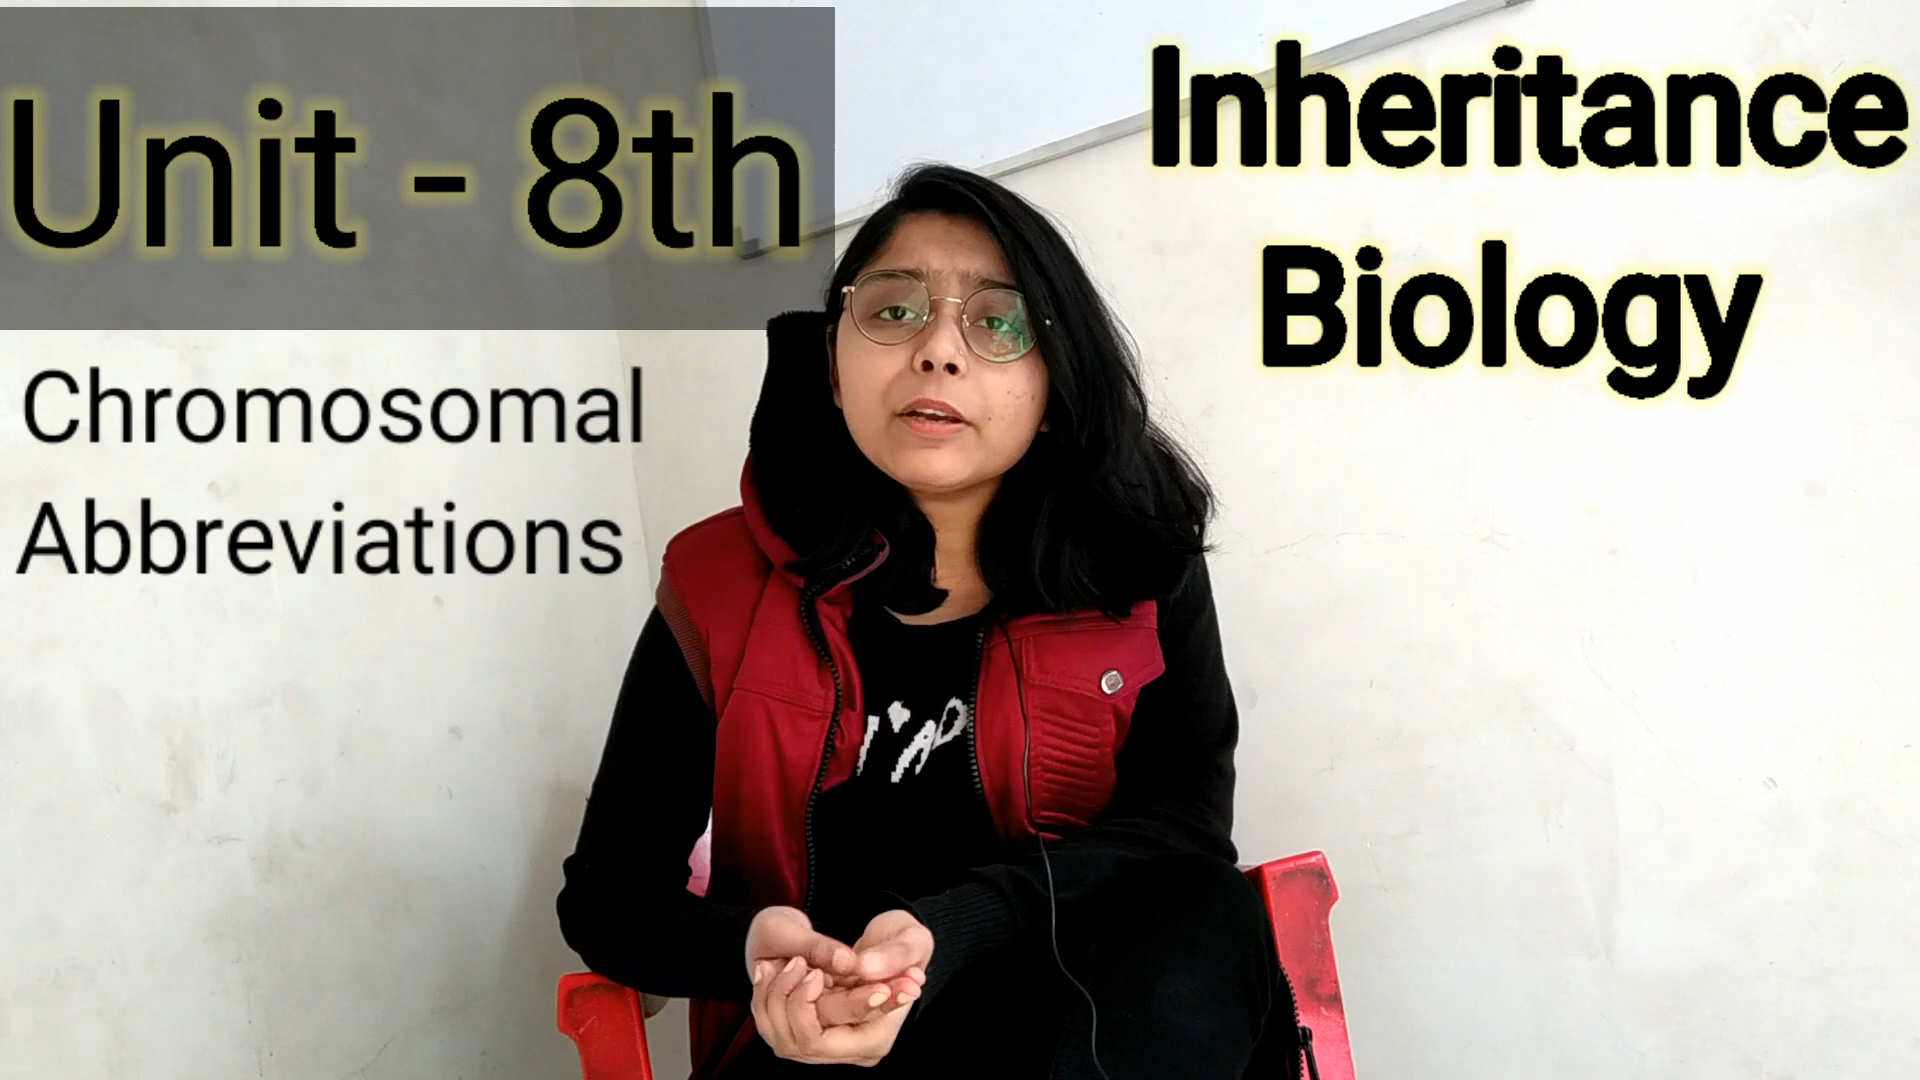 Unit - 8th
Inheritance
Biology
Chromosomal
Abbreviations